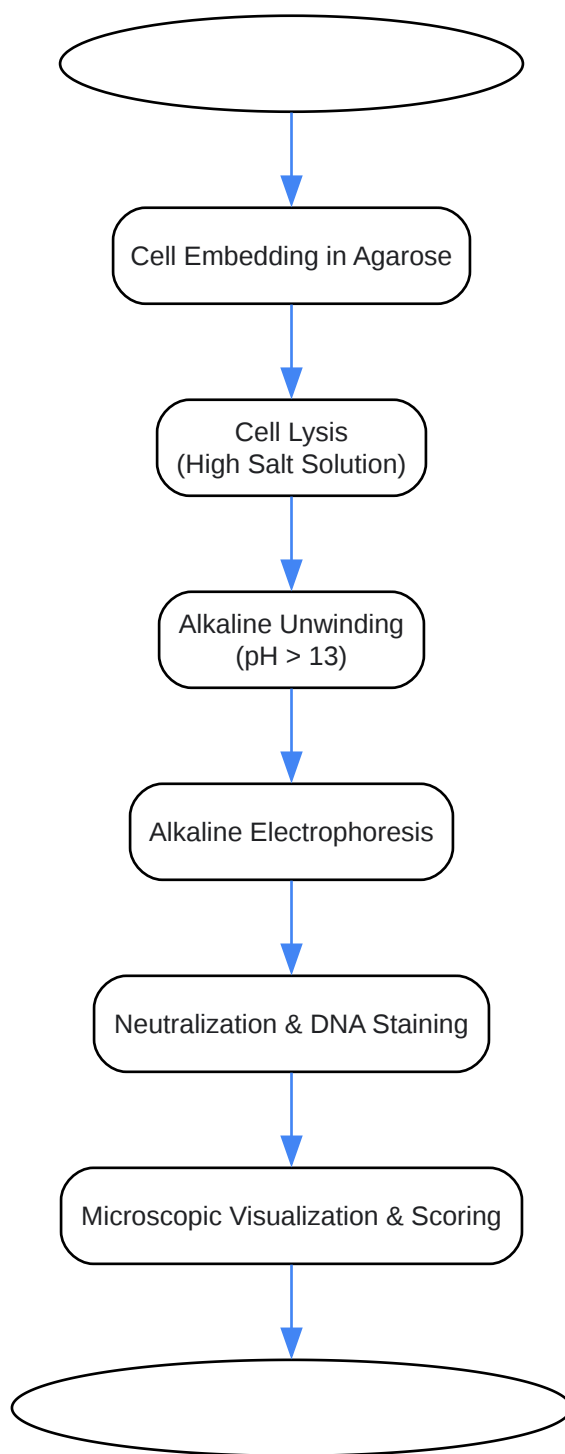 Cell Embedding in Agarose
Cell Lysis
(High Salt Solution)
Alkaline Unwinding
(pH > 13)
Alkaline Electrophoresis
Neutralization & DNA Staining
Microscopic Visualization & Scoring